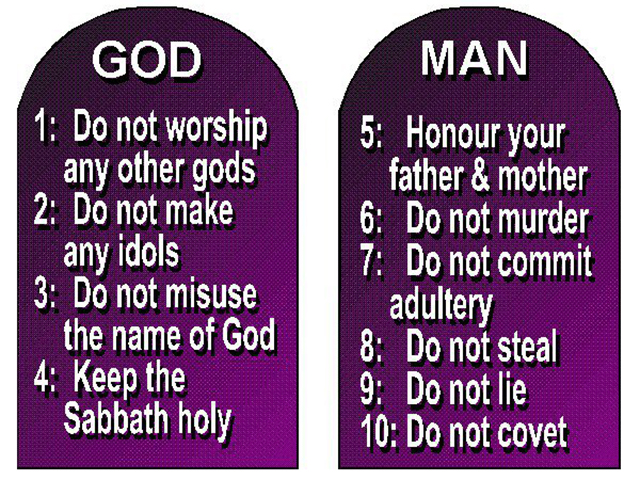 GOD
1: Do not worship
any other gods
2: Do not make
any idols
3: Do not misuse
the name of God
4: Keep the
Sabbath holy
MAN
5: Honour your
father & mother
6: Do not murder
7: Do not commit
adultery
8: Do not steal
9: Do not lie
10: Do not covet